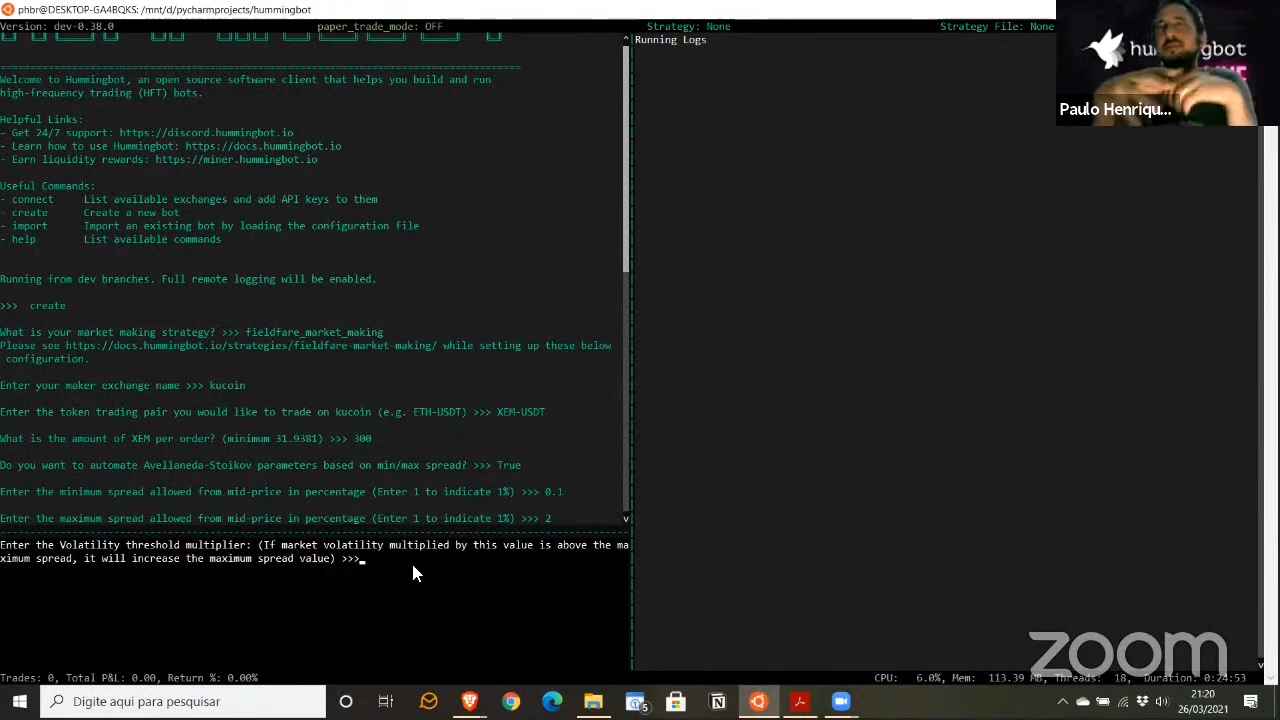 phbr@DESKTOP-GA4BQKS: /mnt/d/pycharmprojects/hummingbot
Version: dev-0.38.0 paper_trade_mode: OFF Strategy: None Strategy File: None
Running Logs
Paulo Henriqu...
===============================================================================
Welcome to Hummingbot, an open source software client that helps you build and run
high-frequency trading (HFT) bots.
Helpful Links:
- Get 24/7 support: https://discord.hummingbot.io
- Learn how to use Hummingbot: https://docs.hummingbot.io
- Earn liquidity rewards: https://miner.hummingbot.io
Useful Commands:
- connect List available exchanges and add API keys to them
- create Create a new bot
- import Import an existing bot by loading the configuration file
- help List available commands
Running from dev branches. Full remote logging will be enabled.
>>> create
What is your market making strategy? >>> fieldfare_market_making
Please see https://docs.hummingbot.io/strategies/fieldfare-market-making/ while setting up these below
configuration.
Enter your maker exchange name >>> kucoin
Enter the token trading pair you would like to trade on kucoin (e.g. ETH-USDT) >>> XEM-USDT
What is the amount of XEM per order? (minimum 31.9381) >>> 300
Do you want to automate Avellaneda-Stoikov parameters based on min/max spread? >>> True
Enter the minimum spread allowed from mid-price in percentage (Enter 1 to indicate 1%) >>> 0.1
Enter the maximum spread allowed from mid-price in percentage (Enter 1 to indicate 1%) >>> 2
Enter the Volatility threshold multiplier: (If market volatility multiplied by this value is above the ma
ximum spread, it will increase the maximum spread value) >>>
zoom
Trades: 0, Total P&L: 0.00, Return %: 0.00% CPU: 6.0%, Mem: 113.39 MB, Threads: 18, Duration: 0:24:53
Digite aqui para pesquisar
21:20
26/03/2021